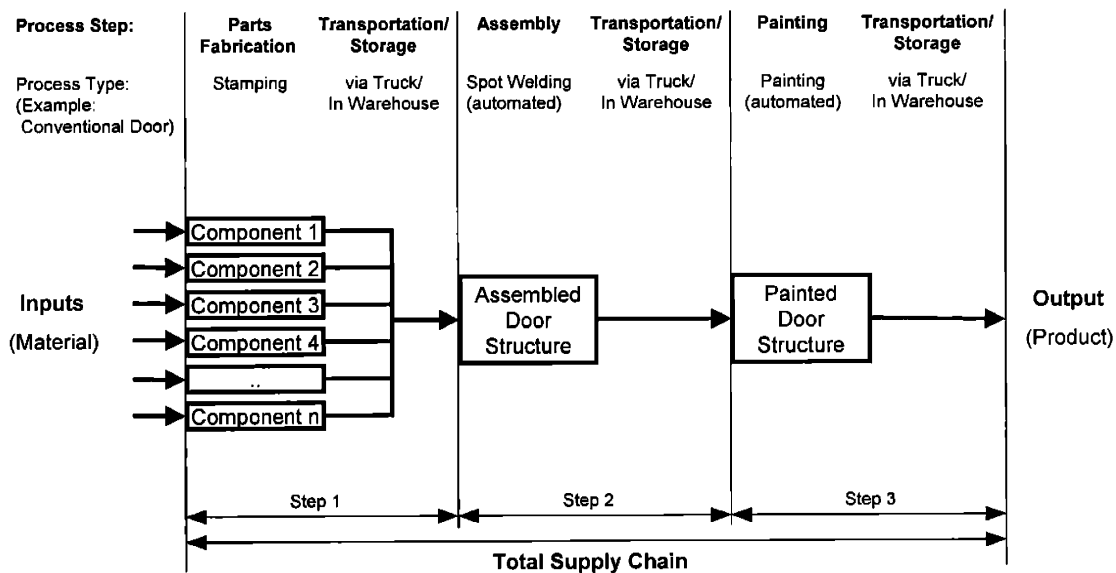 Process Step:
Parts
Fabrication
Transportation/
Storage
Assembly
Transportation/
Storage
Painting
Transportation/
Storage
Process Type:
(Example:
Conventional Door)
Stamping
via Truck/
In Warehouse
Spot Welding
(automated)
via Truck/
In Warehouse
Painting
(automated)
via Truck/
In Warehouse
Inputs
(Material)
Component 1
Component 2
Component 3
Component 4
..
Component n
Assembled
Door
Structure
Painted
Door
Structure
Output
(Product)
Step 1
Step 2
Step 3
Total Supply Chain